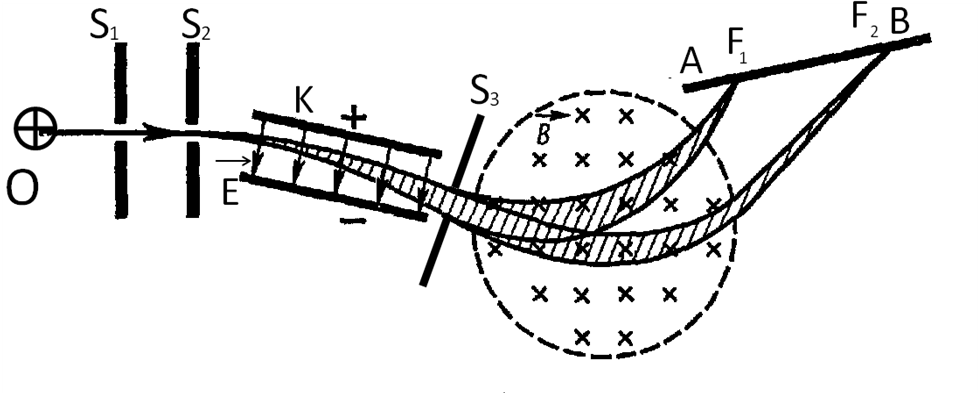 S₁ S₂ F₁ F₂ B
A
K + S₃
B
O
E
−